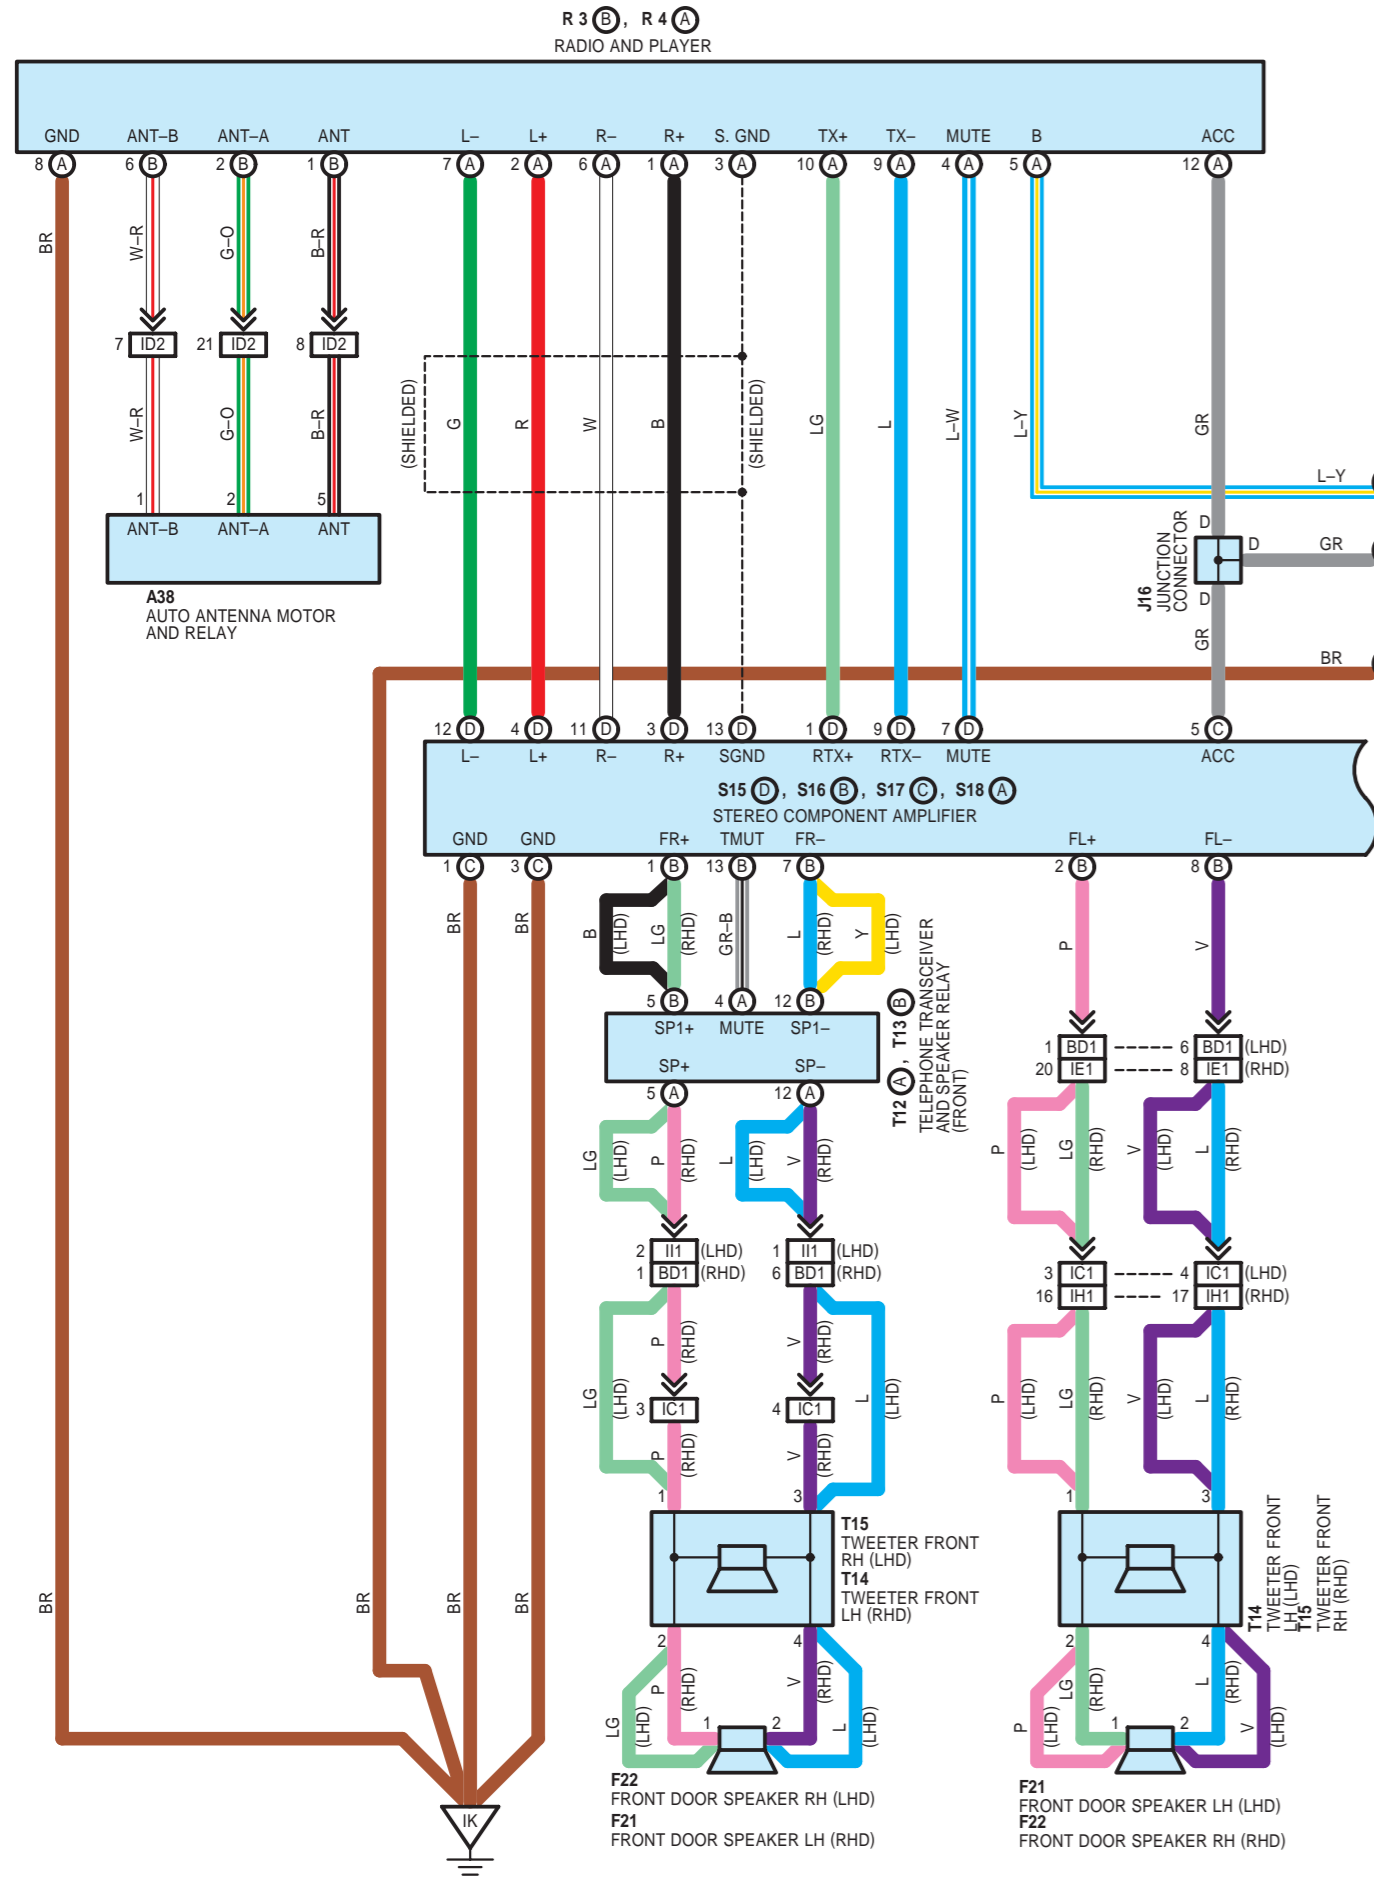 R 3 B , R 4 A
RADIO AND PLAYER
GND ANT–B ANT–A ANT L– L+ R– R+ S. GND TX+ TX– MUTE B ACC
8 A 6 B 2 B 1 B 7 A 2 A 6 A 1 A 3 A 10 A 9 A 4 A 5 A 12 A
BR W–R G–O B–R
7 ID2 21 ID2 8 ID2
W–R G–O B–R (SHIELDED) G R W B (SHIELDED) LG L L–W L–Y GR
L–Y
1 2 5
ANT–B ANT–A ANT
A38
AUTO ANTENNA MOTOR
AND RELAY
D
D GR
D
J16
JUNCTION
CONNECTOR
GR
BR
12 D 4 D 11 D 3 D 13 D 1 D 9 D 7 D 5 C
L– L+ R– R+ SGND RTX+ RTX– MUTE ACC
S15 D , S16 B , S17 C , S18 A
STEREO COMPONENT AMPLIFIER
GND GND FR+ TMUT FR– FL+ FL–
1 C 3 C 1 B 13 B 7 B 2 B 8 B
BR BR B (LHD) LG (RHD) GR–B L (RHD) Y (LHD) P V
5 B 4 A 12 B
SP1+ MUTE SP1–
SP+ SP–
5 A 12 A
T12 A , T13 B
TELEPHONE TRANSCEIVER
AND SPEAKER RELAY
(FRONT)
1 BD1 6 BD1 (LHD)
20 IE1 8 IE1 (RHD)
LG (LHD) P (RHD) L (LHD) V (RHD) P (LHD) LG (RHD) V (LHD) L (RHD)
2 II1 (LHD) 1 II1 (LHD)
1 BD1 (RHD) 6 BD1 (RHD)
3 IC1 4 IC1 (LHD)
16 IH1 17 IH1 (RHD)
P (RHD) V (RHD)
LG (LHD) L (LHD) P (LHD) LG (RHD) V (LHD) L (RHD)
3 IC1 4 IC1
P (RHD) V (RHD)
1 3 1 3
T15
TWEETER FRONT
RH (LHD)
T14
TWEETER FRONT
LH (RHD)
T14
TWEETER FRONT
LH (LHD)
T15
TWEETER FRONT
RH (RHD)
BR BR BR BR
2 4 2 4
LG (LHD) P (RHD) V (RHD) L (LHD) P (LHD) LG (RHD) L (RHD) V (LHD)
1 2 1 2
F22
FRONT DOOR SPEAKER RH (LHD)
F21
FRONT DOOR SPEAKER LH (RHD)
F21
FRONT DOOR SPEAKER LH (LHD)
F22
FRONT DOOR SPEAKER RH (RHD)
IK